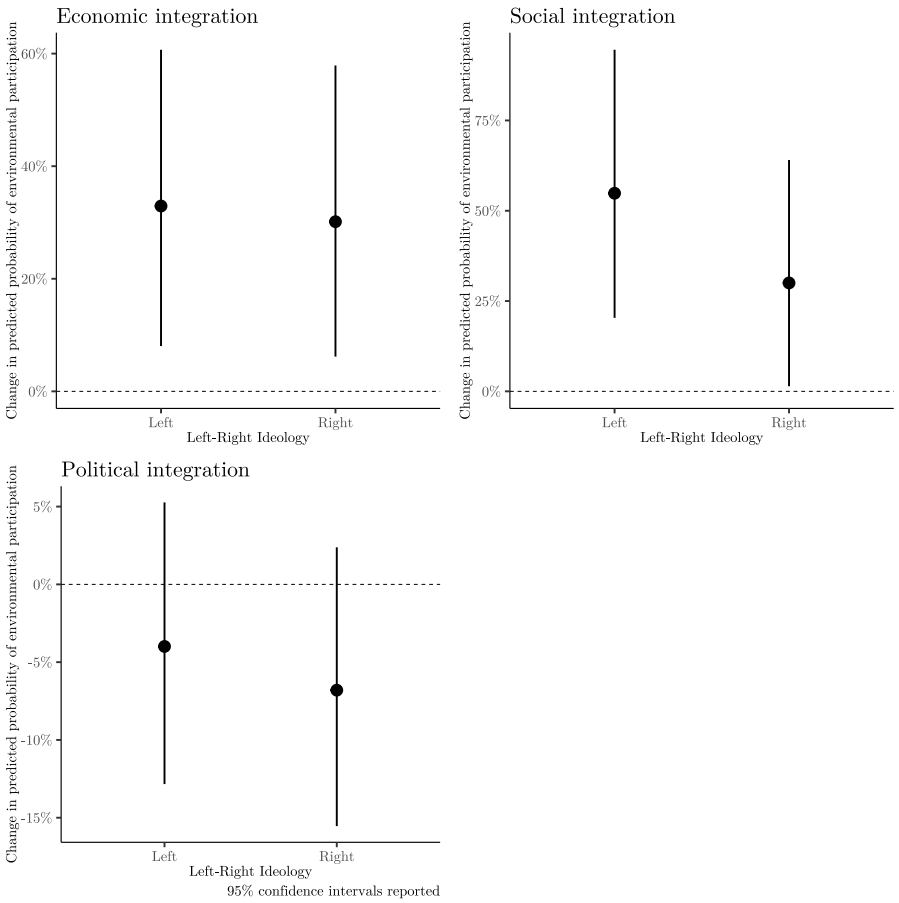 Economic integration
Change in predicted probability of environmental participation
60%
40%
20%
0%
Left
Right
Left-Right Ideology
Social integration
Change in predicted probability of environmental participation
75%
50%
25%
0%
Left
Right
Left-Right Ideology
Political integration
Change in predicted probability of environmental participation
5%
0%
-5%
-10%
-15%
Left
Right
Left-Right Ideology
95% confidence intervals reported